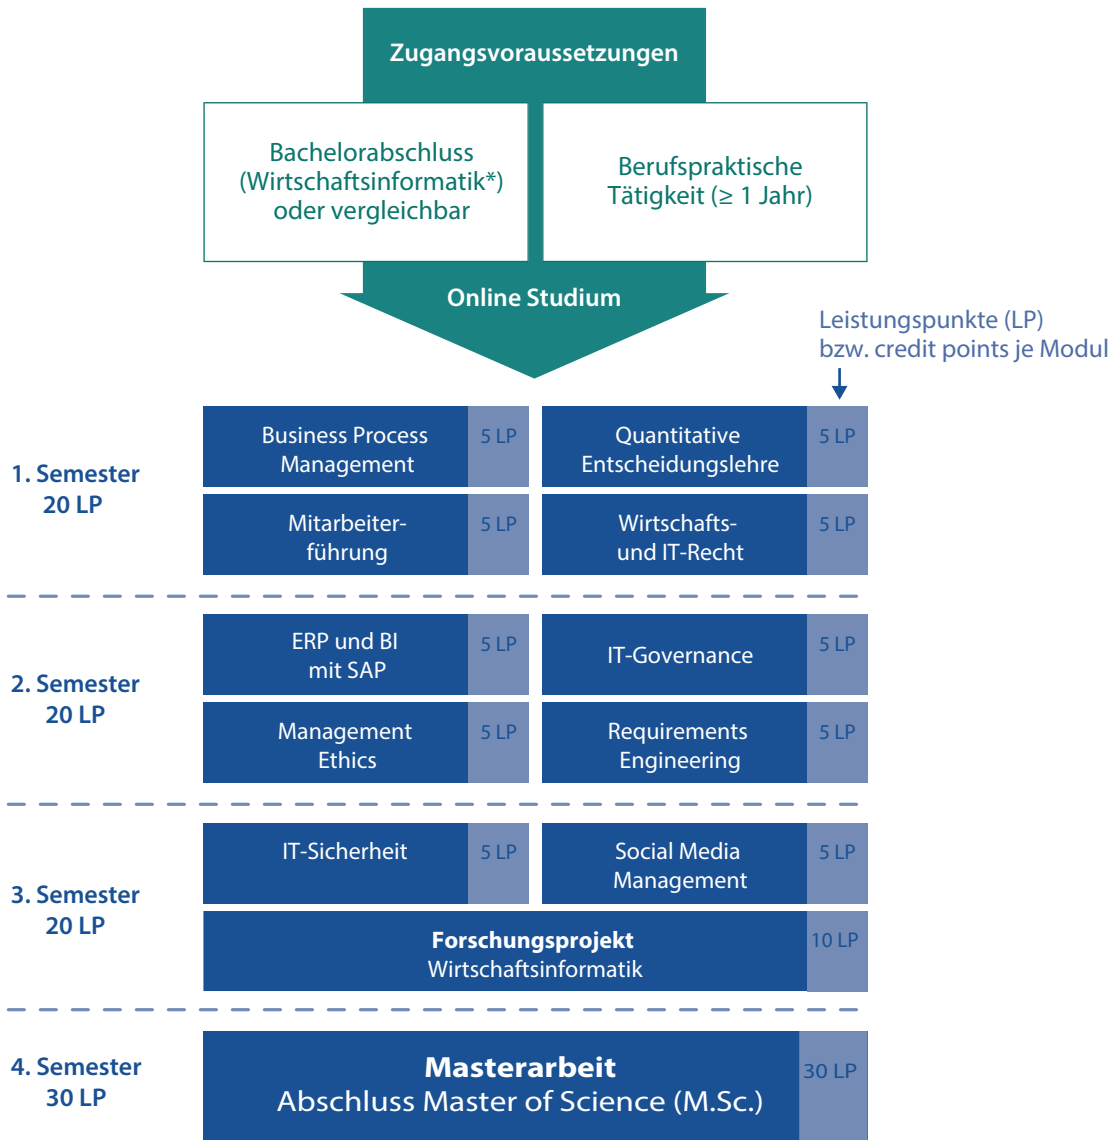 Zugangsvoraussetzungen
Bachelorabschluss
(Wirtschaftsinformatik*)
oder vergleichbar
Berufspraktische
Tätigkeit (≥ 1 Jahr)
Online Studium
Leistungspunkte (LP)
bzw. credit points je Modul
1. Semester
20 LP
Business Process
Management
5 LP
Quantitative
Entscheidungslehre
5 LP
Mitarbeiter-
führung
5 LP
Wirtschafts-
und IT-Recht
5 LP
2. Semester
20 LP
ERP und BI
mit SAP
5 LP
IT-Governance
5 LP
Management
Ethics
5 LP
Requirements
Engineering
5 LP
3. Semester
20 LP
IT-Sicherheit
5 LP
Social Media
Management
5 LP
Forschungsprojekt
Wirtschaftsinformatik
10 LP
4. Semester
30 LP
Masterarbeit
Abschluss Master of Science (M.Sc.)
30 LP